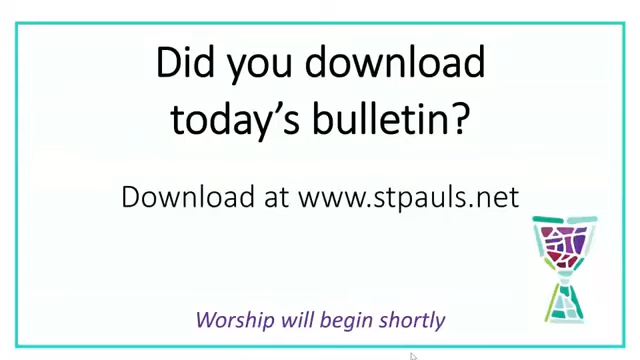 Did you download
today's bulletin?
Download at www.stpauls.net
Worship will begin shortly